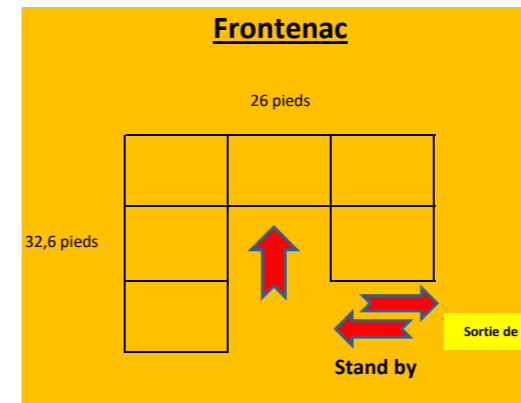 Frontenac
26 pieds
32,6 pieds
Sortie de
Stand by